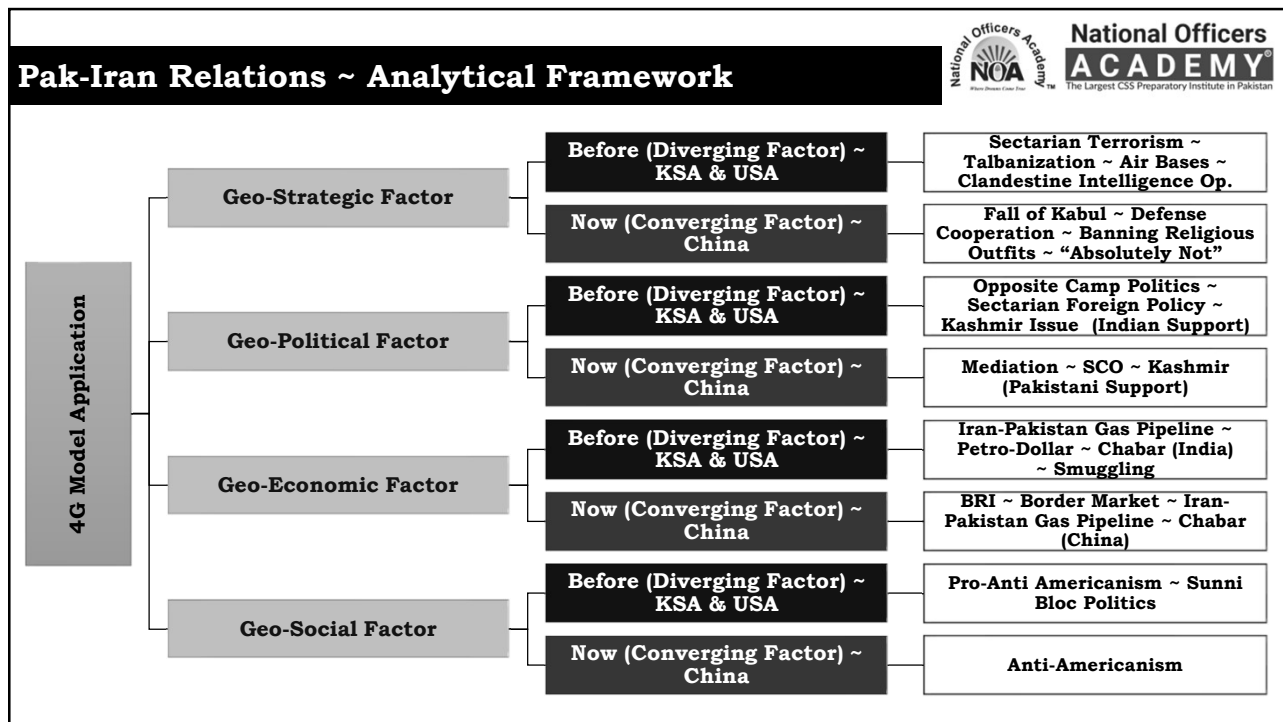 National Officers Academy
NOA
Where Dreams Come True
TM
National Officers
ACADEMY®
The Largest CSS Preparatory Institute in Pakistan
Pak-Iran Relations ~ Analytical Framework
4G Model Application
Geo-Strategic Factor
Before (Diverging Factor) ~
KSA & USA
Sectarian Terrorism ~
Talbanization ~ Air Bases ~
Clandestine Intelligence Op.
Now (Converging Factor) ~
China
Fall of Kabul ~ Defense
Cooperation ~ Banning Religious
Outfits ~ “Absolutely Not”
Geo-Political Factor
Before (Diverging Factor) ~
KSA & USA
Opposite Camp Politics ~
Sectarian Foreign Policy ~
Kashmir Issue (Indian Support)
Now (Converging Factor) ~
China
Mediation ~ SCO ~ Kashmir
(Pakistani Support)
Geo-Economic Factor
Before (Diverging Factor) ~
KSA & USA
Iran-Pakistan Gas Pipeline ~
Petro-Dollar ~ Chabar (India)
~ Smuggling
Now (Converging Factor) ~
China
BRI ~ Border Market ~ Iran-
Pakistan Gas Pipeline ~ Chabar
(China)
Geo-Social Factor
Before (Diverging Factor) ~
KSA & USA
Pro-Anti Americanism ~ Sunni
Bloc Politics
Now (Converging Factor) ~
China
Anti-Americanism